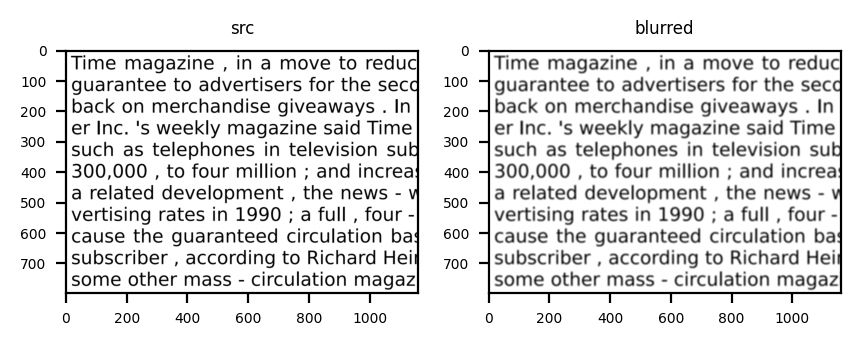 src
blurred
0
100
200
300
400
500
600
700
0 200 400 600 800 1000
Time magazine , in a move to reduc
guarantee to advertisers for the seco
back on merchandise giveaways . In
er Inc. 's weekly magazine said Time
such as telephones in television sub
300,000 , to four million ; and increas
a related development , the news - w
vertising rates in 1990 ; a full , four -
cause the guaranteed circulation bas
subscriber , according to Richard Hei
some other mass - circulation magaz
0
100
200
300
400
500
600
700
0 200 400 600 800 1000
Time magazine , in a move to reduc
guarantee to advertisers for the seco
back on merchandise giveaways . In
er Inc. 's weekly magazine said Time
such as telephones in television sub
300,000 , to four million ; and increas
a related development , the news - w
vertising rates in 1990 ; a full , four -
cause the guaranteed circulation bas
subscriber , according to Richard Hei
some other mass - circulation magaz